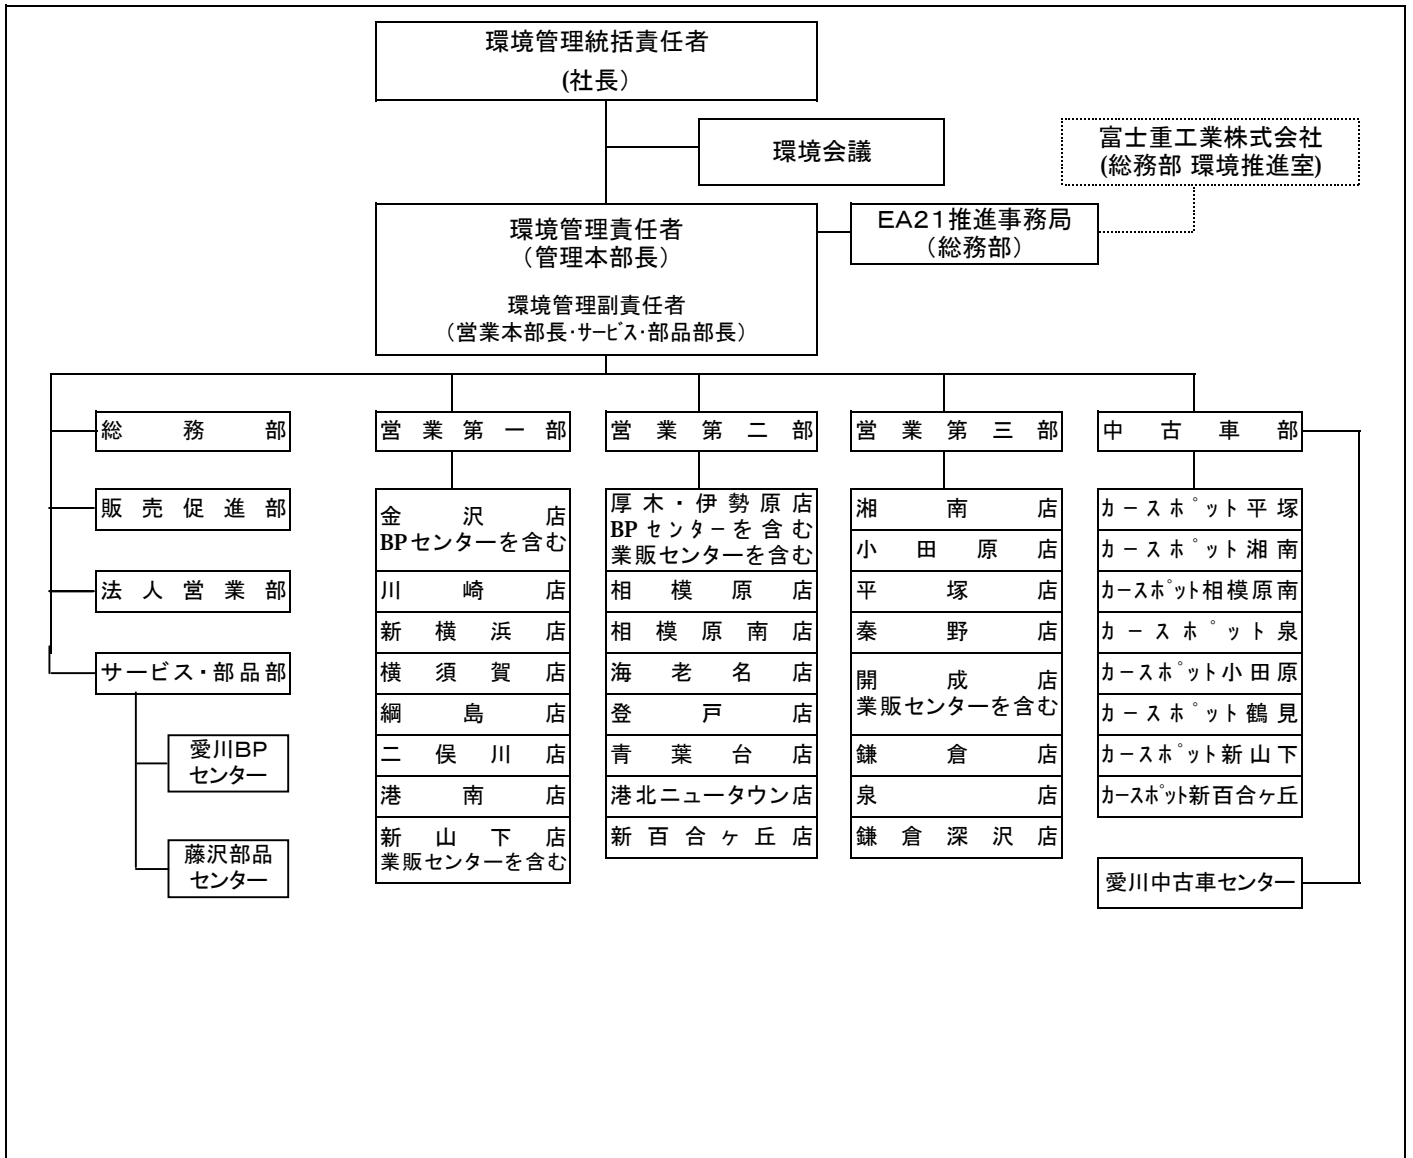 環境管理統括責任者
(社長）
環境会議
富士重工業株式会社
(総務部 環境推進室)
環境管理責任者
（管理本部長）
環境管理副責任者
（営業本部長･ｻｰﾋﾞｽ･部品部長）
ＥＡ２１推進事務局
（総務部）
総務部
販売促進部
法人営業部
サービス・部品部
愛川ＢＰ
センター
藤沢部品
センター
営業第一部
金沢店
BPセンターを含む
川崎店
新横浜店
横須賀店
綱島店
二俣川店
港南店
新山下店
業販センターを含む
営業第二部
厚木・伊勢原店
BPセンターを含む
業販センターを含む
相模原店
相模原南店
海老名店
登戸店
青葉台店
港北ニュータウン店
新百合ヶ丘店
営業第三部
湘南店
小田原店
平塚店
秦野店
開成店
業販センターを含む
鎌倉店
泉店
鎌倉深沢店
中古車部
ｶｰｽﾎﾟｯﾄ平塚
ｶｰｽﾎﾟｯﾄ湘南
ｶｰｽﾎﾟｯﾄ相模原南
ｶｰｽﾎﾟｯﾄ泉
ｶｰｽﾎﾟｯﾄ小田原
ｶｰｽﾎﾟｯﾄ鶴見
ｶｰｽﾎﾟｯﾄ新山下
ｶｰｽﾎﾟｯﾄ新百合ヶ丘
愛川中古車センター